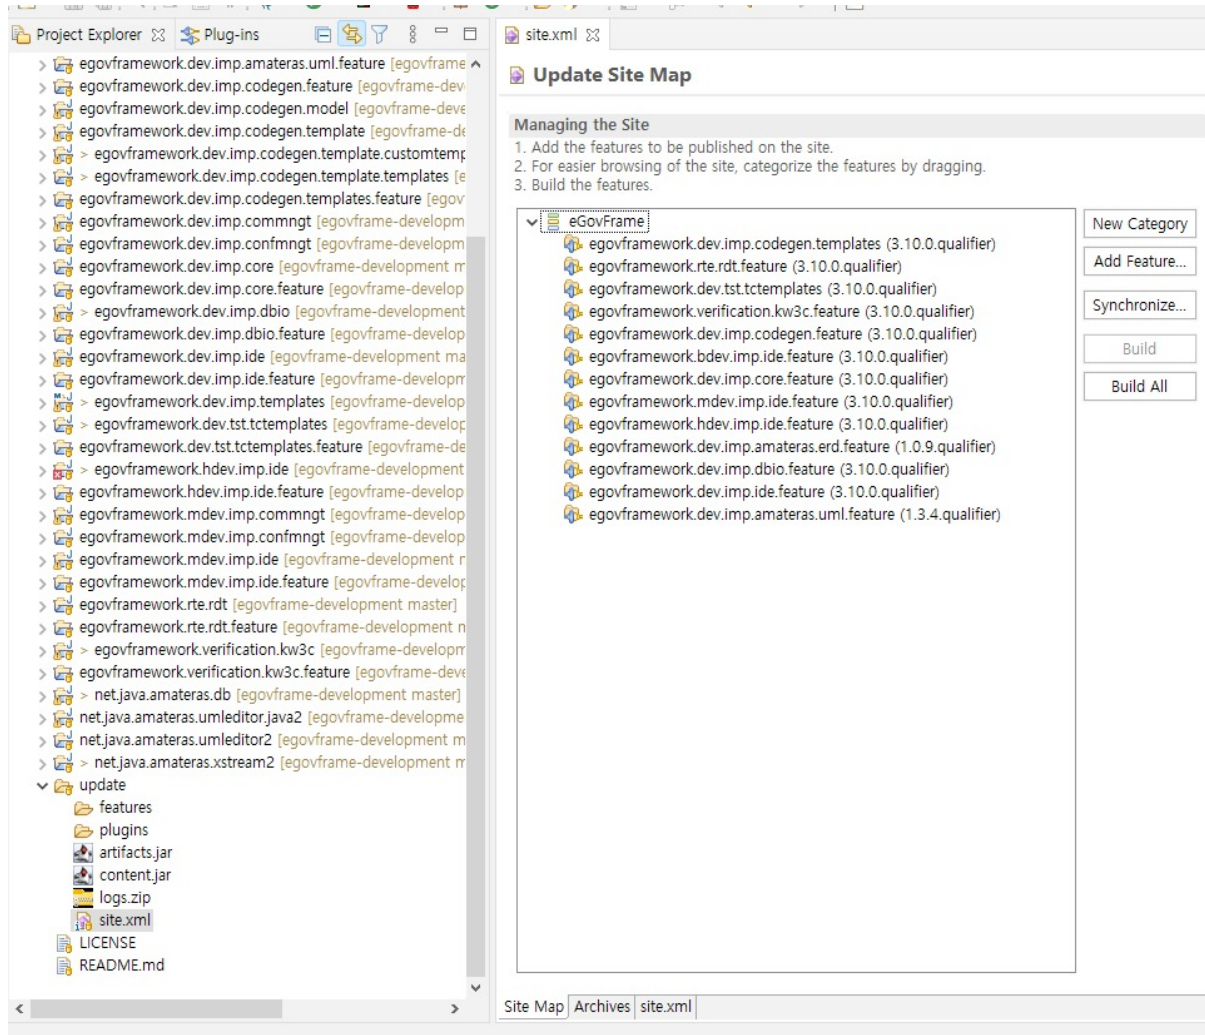 Project Explorer
Plug-ins
egovframework.dev.imp.amateras.uml.feature [egovframe
egovframework.dev.imp.codegen.feature [egovframe-dev
egovframework.dev.imp.codegen.model [egovframe-deve
egovframework.dev.imp.codegen.template [egovframe-de
> egovframework.dev.imp.codegen.template.customtemp
> egovframework.dev.imp.codegen.template.templates [e
egovframework.dev.imp.codegen.templates.feature [egov
egovframework.dev.imp.commngt [egovframe-developm
egovframework.dev.imp.confmngt [egovframe-developm
egovframework.dev.imp.core [egovframe-development m
egovframework.dev.imp.core.feature [egovframe-develop
> egovframework.dev.imp.dbio [egovframe-development
egovframework.dev.imp.dbio.feature [egovframe-develop
egovframework.dev.imp.ide [egovframe-development ma
egovframework.dev.imp.ide.feature [egovframe-developm
> egovframework.dev.imp.templates [egovframe-develop
> egovframework.dev.tst.tctemplates [egovframe-develop
egovframework.dev.tst.tctemplates.feature [egovframe-de
> egovframework.hdev.imp.ide [egovframe-development
egovframework.hdev.imp.ide.feature [egovframe-develop
egovframework.mdev.imp.commngt [egovframe-develop
egovframework.mdev.imp.confmngt [egovframe-develop
egovframework.mdev.imp.ide [egovframe-development r
egovframework.mdev.imp.ide.feature [egovframe-develop
egovframework.rte.rdt [egovframe-development master]
egovframework.rte.rdt.feature [egovframe-development n
> egovframework.verification.kw3c [egovframe-developm
egovframework.verification.kw3c.feature [egovframe-deve
> net.java.amateras.db [egovframe-development master]
net.java.amateras.umleditor.java2 [egovframe-developme
net.java.amateras.umleditor2 [egovframe-development m
> net.java.amateras.xstream2 [egovframe-development m
update
features
plugins
artifacts.jar
content.jar
logs.zip
site.xml
LICENSE
README.md
site.xml
Update Site Map
Managing the Site
1. Add the features to be published on the site.
2. For easier browsing of the site, categorize the features by dragging.
3. Build the features.
eGovFrame
egovframework.dev.imp.codegen.templates (3.10.0.qualifier)
egovframework.rte.rdt.feature (3.10.0.qualifier)
egovframework.dev.tst.tctemplates (3.10.0.qualifier)
egovframework.verification.kw3c.feature (3.10.0.qualifier)
egovframework.dev.imp.codegen.feature (3.10.0.qualifier)
egovframework.bdev.imp.ide.feature (3.10.0.qualifier)
egovframework.dev.imp.core.feature (3.10.0.qualifier)
egovframework.mdev.imp.ide.feature (3.10.0.qualifier)
egovframework.hdev.imp.ide.feature (3.10.0.qualifier)
egovframework.dev.imp.amateras.erd.feature (1.0.9.qualifier)
egovframework.dev.imp.dbio.feature (3.10.0.qualifier)
egovframework.dev.imp.ide.feature (3.10.0.qualifier)
egovframework.dev.imp.amateras.uml.feature (1.3.4.qualifier)
New Category
Add Feature...
Synchronize...
Build
Build All
Site Map
Archives
site.xml